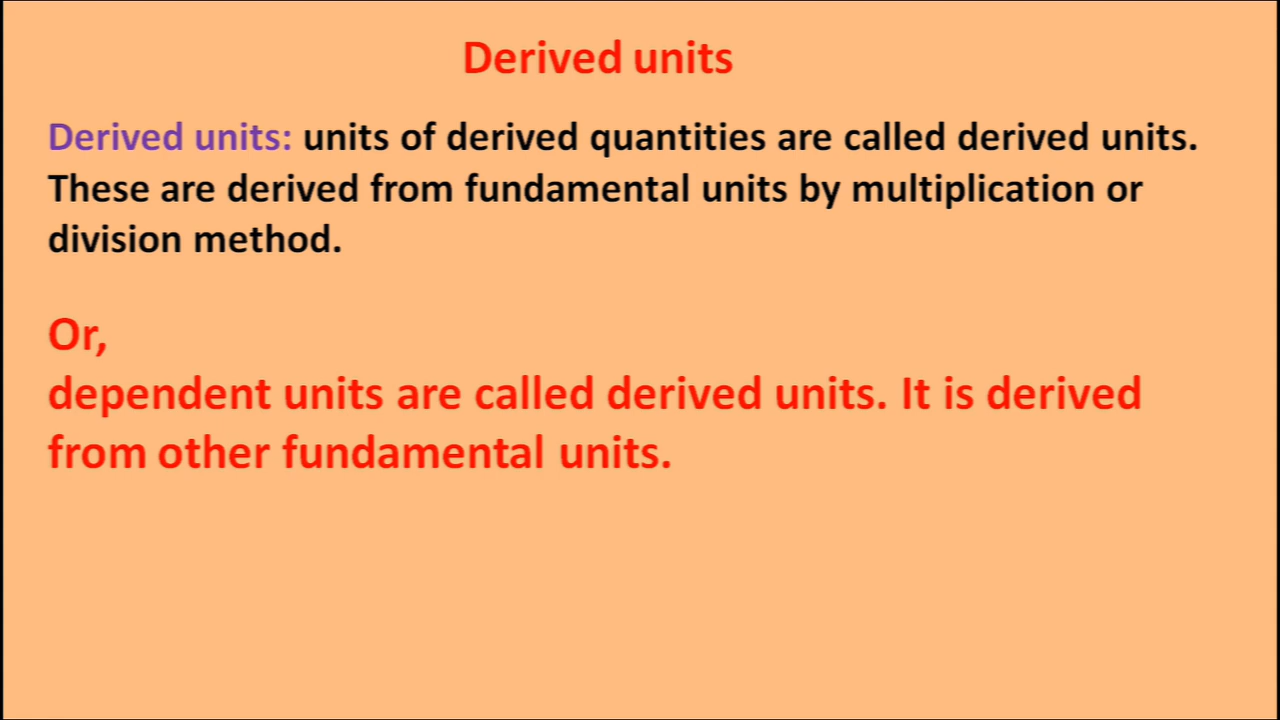 Derived units
Derived units: units of derived quantities are called derived units.
These are derived from fundamental units by multiplication or
division method.
Or,
dependent units are called derived units. It is derived
from other fundamental units.